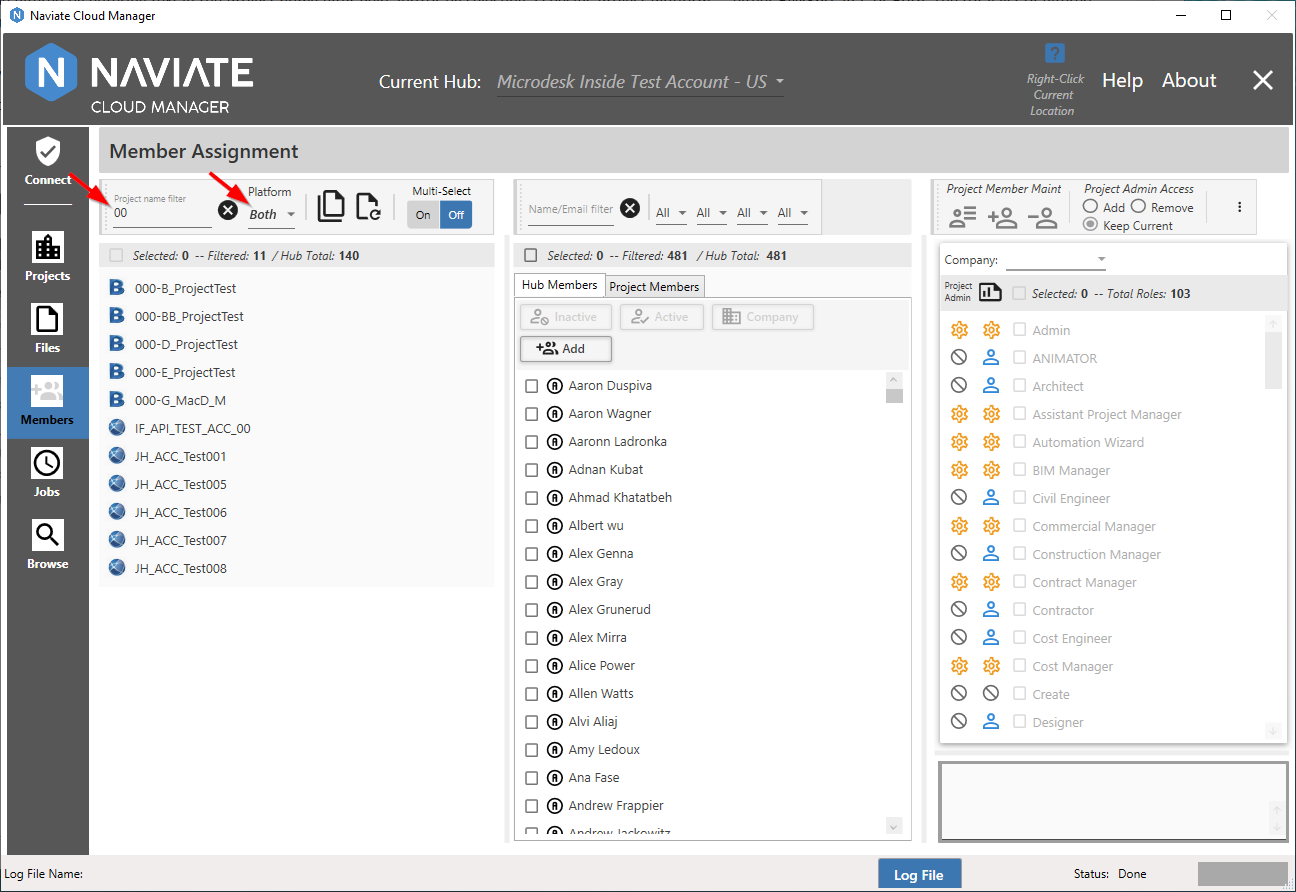 Naviate Cloud Manager
NAVIATE
CLOUD MANAGER
Current Hub: Microdesk Inside Test Account - US
?
Right-Click
Current
Location
Help
About
Connect
Projects
Files
Members
Jobs
Browse
Member Assignment
Project name filter
00
Platform
Both
Multi-Select
On
Off
Selected: 0 -- Filtered: 11 / Hub Total: 140
B 000-B_ProjectTest
B 000-BB_ProjectTest
B 000-D_ProjectTest
B 000-E_ProjectTest
B 000-G_MacD_M
IF_API_TEST_ACC_00
JH_ACC_Test001
JH_ACC_Test005
JH_ACC_Test006
JH_ACC_Test007
JH_ACC_Test008
Name/Email filter
All
All
All
All
Selected: 0 -- Filtered: 481 / Hub Total: 481
Hub Members
Project Members
Inactive
Active
Company
Add
A Aaron Duspiva
A Aaron Wagner
A Aaronn Ladronka
A Adnan Kubat
A Ahmad Khatatbeh
A Albert wu
A Alex Genna
A Alex Gray
A Alex Grunerud
A Alex Mirra
A Alice Power
A Allen Watts
A Alvi Aliaj
A Amy Ledoux
A Ana Fase
A Andrew Frappier
A Andrew Jackowitz
Project Member Maint
Project Admin Access
Add
Remove
Keep Current
Company:
Project
Admin
Selected: 0 -- Total Roles: 103
Admin
ANIMATOR
Architect
Assistant Project Manager
Automation Wizard
BIM Manager
Civil Engineer
Commercial Manager
Construction Manager
Contract Manager
Contractor
Cost Engineer
Cost Manager
Create
Designer
Log File Name:
Log File
Status: Done